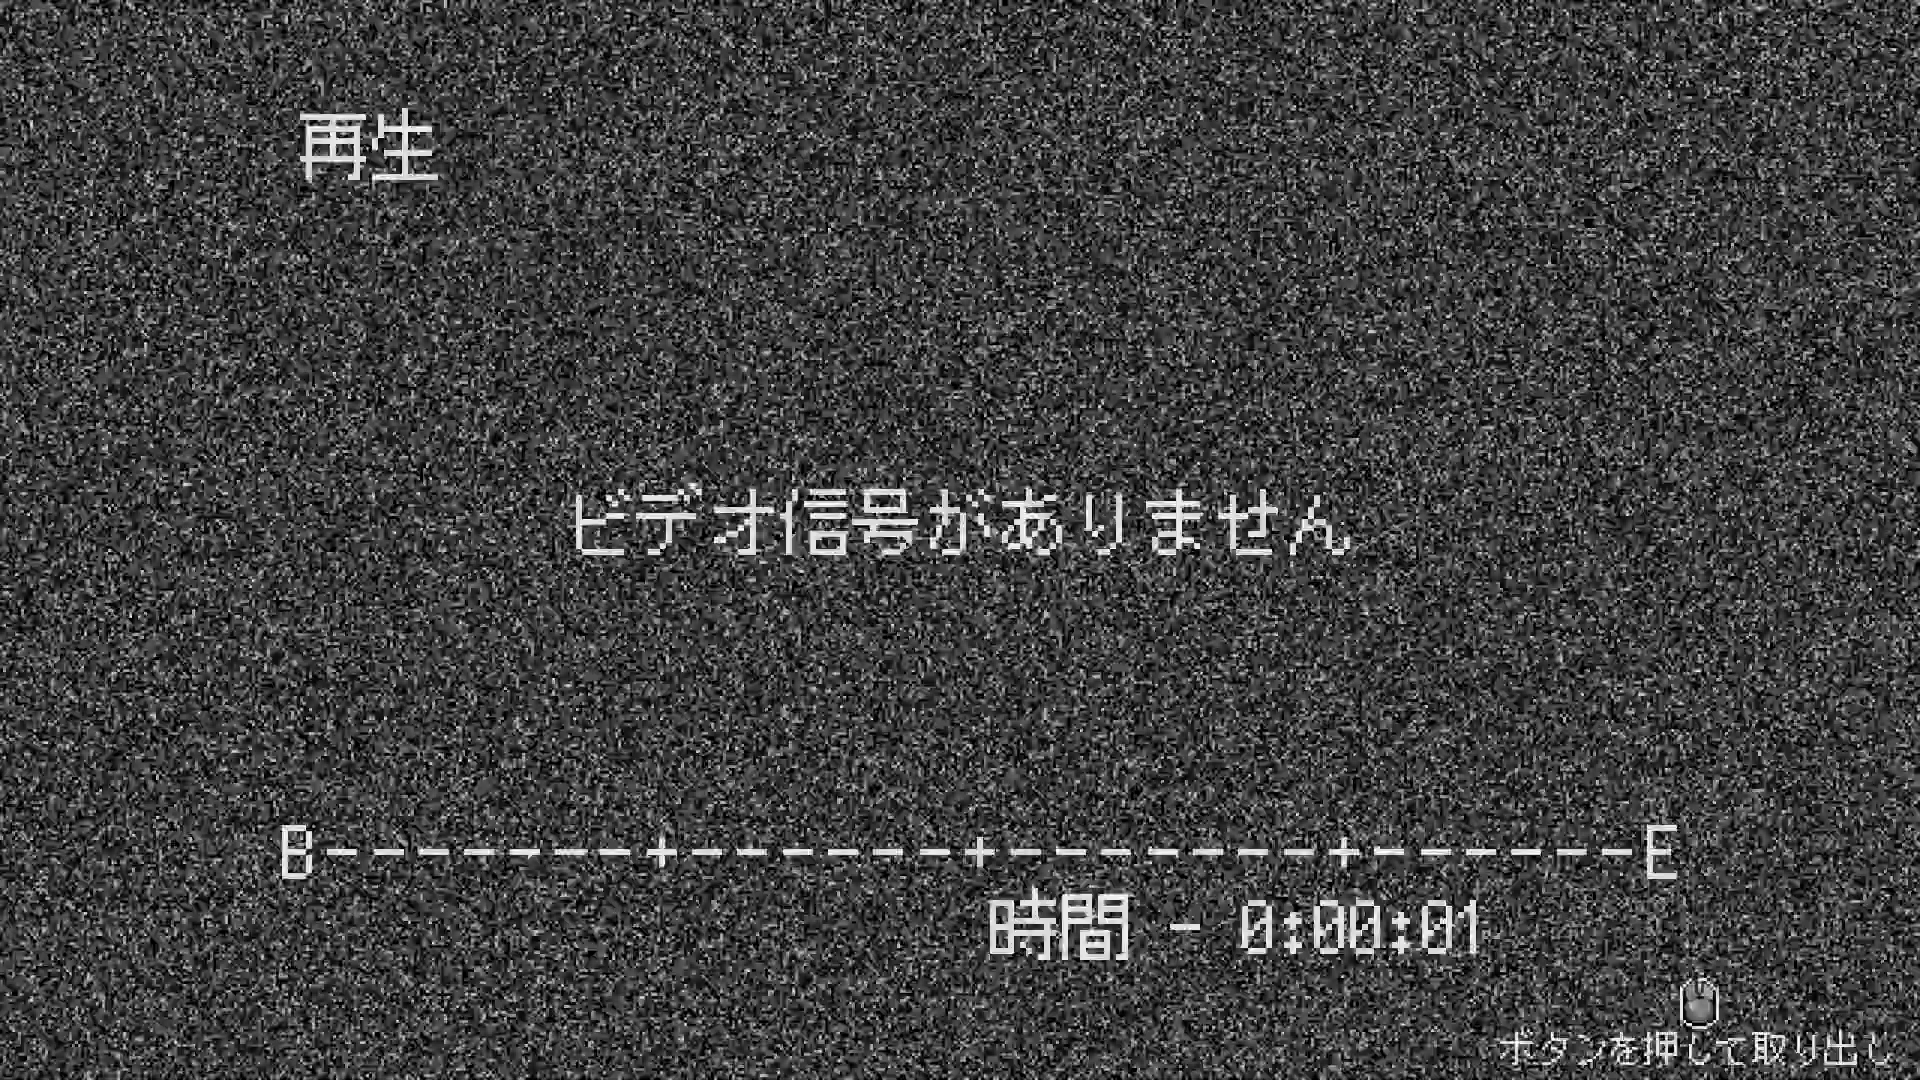 再生
ビデオ信号がありません
B-------+------+-------+------E
時間 - 0:00:01
ボタンを押して取り出し